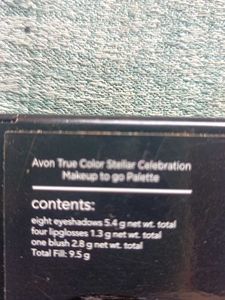 Avon True Color Stellar Celebration
Makeup to go Palette
contents:
eight eyeshadows 5.4 g net wt. total
four lipglosses 1.3 g net wt. total
one blush 2.8 g net wt. total
Total Fill: 9.5 g